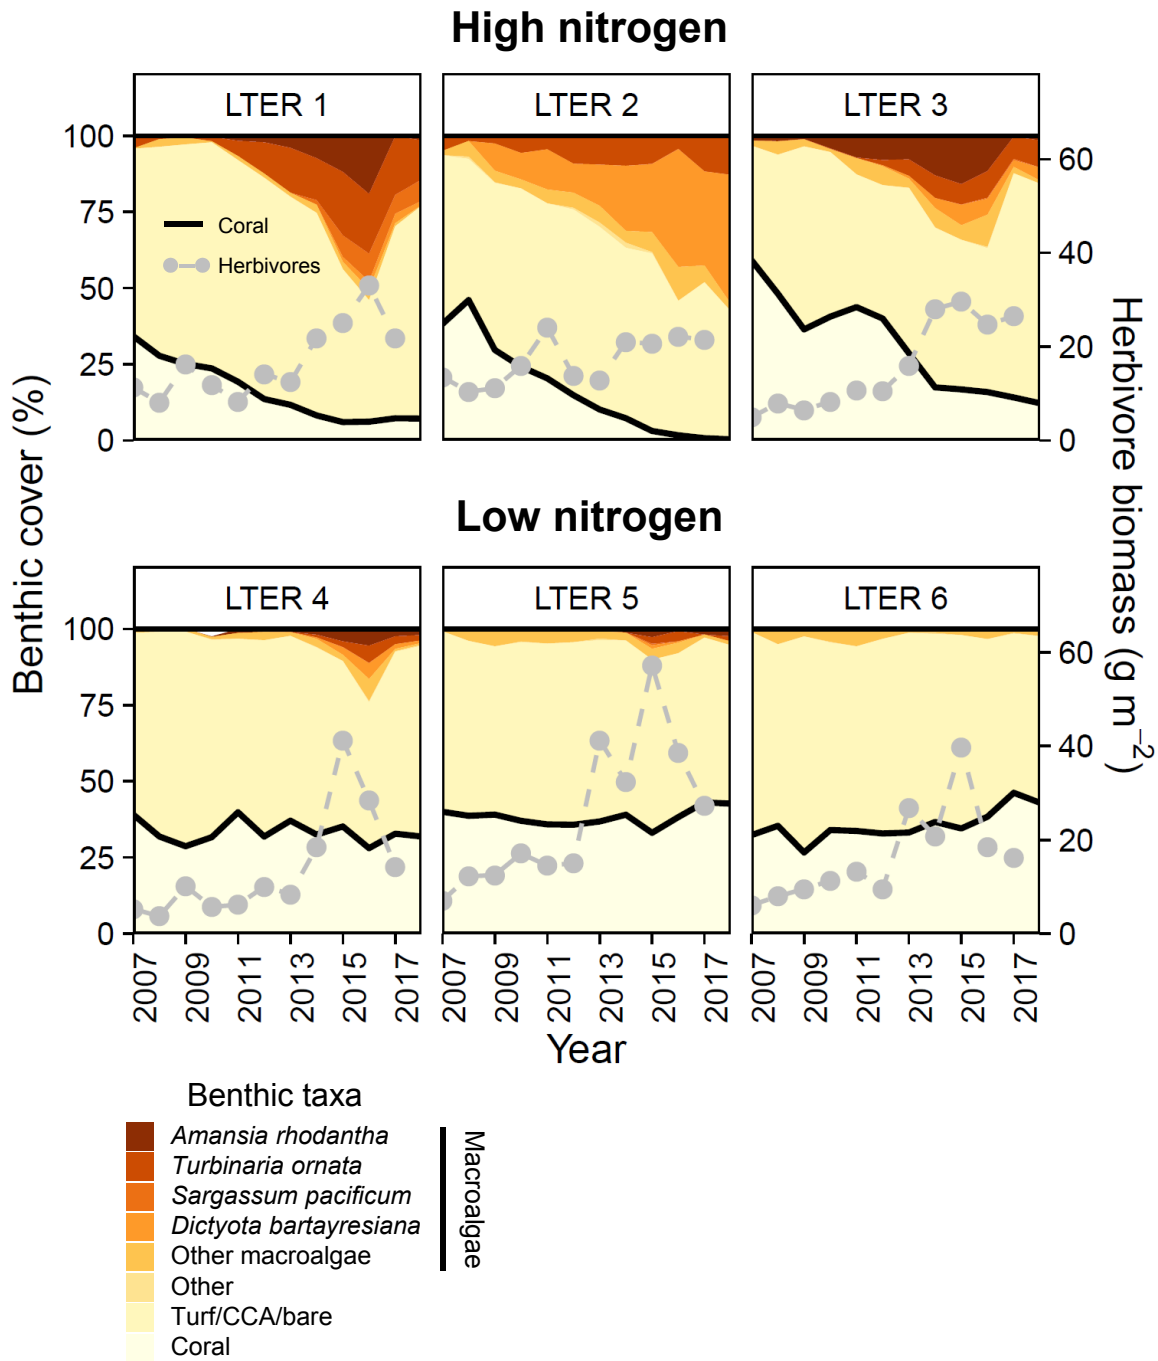 High nitrogen
LTER 1
LTER 2
LTER 3
100
75
50
25
0
Coral
Herbivores
60
40
20
0
Benthic cover (%)
Herbivore biomass (g m⁻²)
Low nitrogen
LTER 4
LTER 5
LTER 6
100
75
50
25
0
60
40
20
0
2007 2009 2011 2013 2015 2017
2007 2009 2011 2013 2015 2017
2007 2009 2011 2013 2015 2017
Year
Benthic taxa
Amansia rhodantha
Turbinaria ornata
Sargassum pacificum
Dictyota bartayresiana
Other macroalgae
Other
Turf/CCA/bare
Coral
Macroalgae